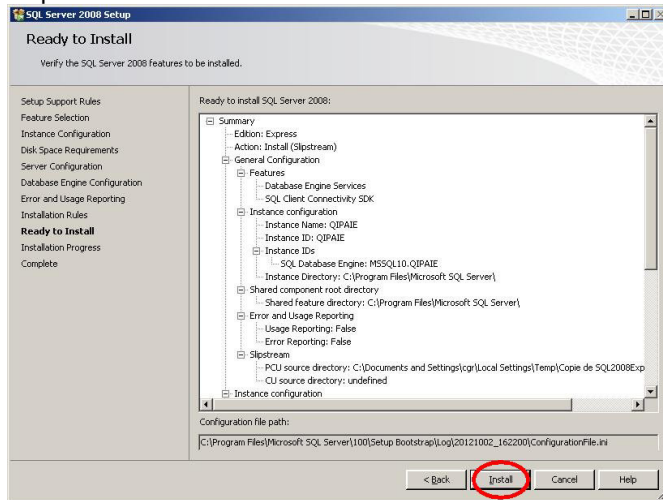 SQL Server 2008 Setup
Ready to Install
Verify the SQL Server 2008 features to be installed.
Setup Support Rules
Feature Selection
Instance Configuration
Disk Space Requirements
Server Configuration
Database Engine Configuration
Error and Usage Reporting
Installation Rules
Ready to Install
Installation Progress
Complete
Ready to install SQL Server 2008:
Summary
Edition: Express
Action: Install (Slipstream)
General Configuration
Features
Database Engine Services
SQL Client Connectivity SDK
Instance configuration
Instance Name: QIPAIE
Instance ID: QIPAIE
Instance IDs
SQL Database Engine: MSSQL10.QIPAIE
Instance Directory: C:\Program Files\Microsoft SQL Server\
Shared component root directory
Shared feature directory: C:\Program Files\Microsoft SQL Server\
Error and Usage Reporting
Usage Reporting: False
Error Reporting: False
Slipstream
PCU source directory: C:\Documents and Settings\cgr\Local Settings\Temp\Copie de SQL2008Exp
CU source directory: undefined
Instance configuration
Configuration file path:
C:\Program Files\Microsoft SQL Server\100\Setup Bootstrap\Log\20121002_162200\ConfigurationFile.ini
< Back
Install
Cancel
Help